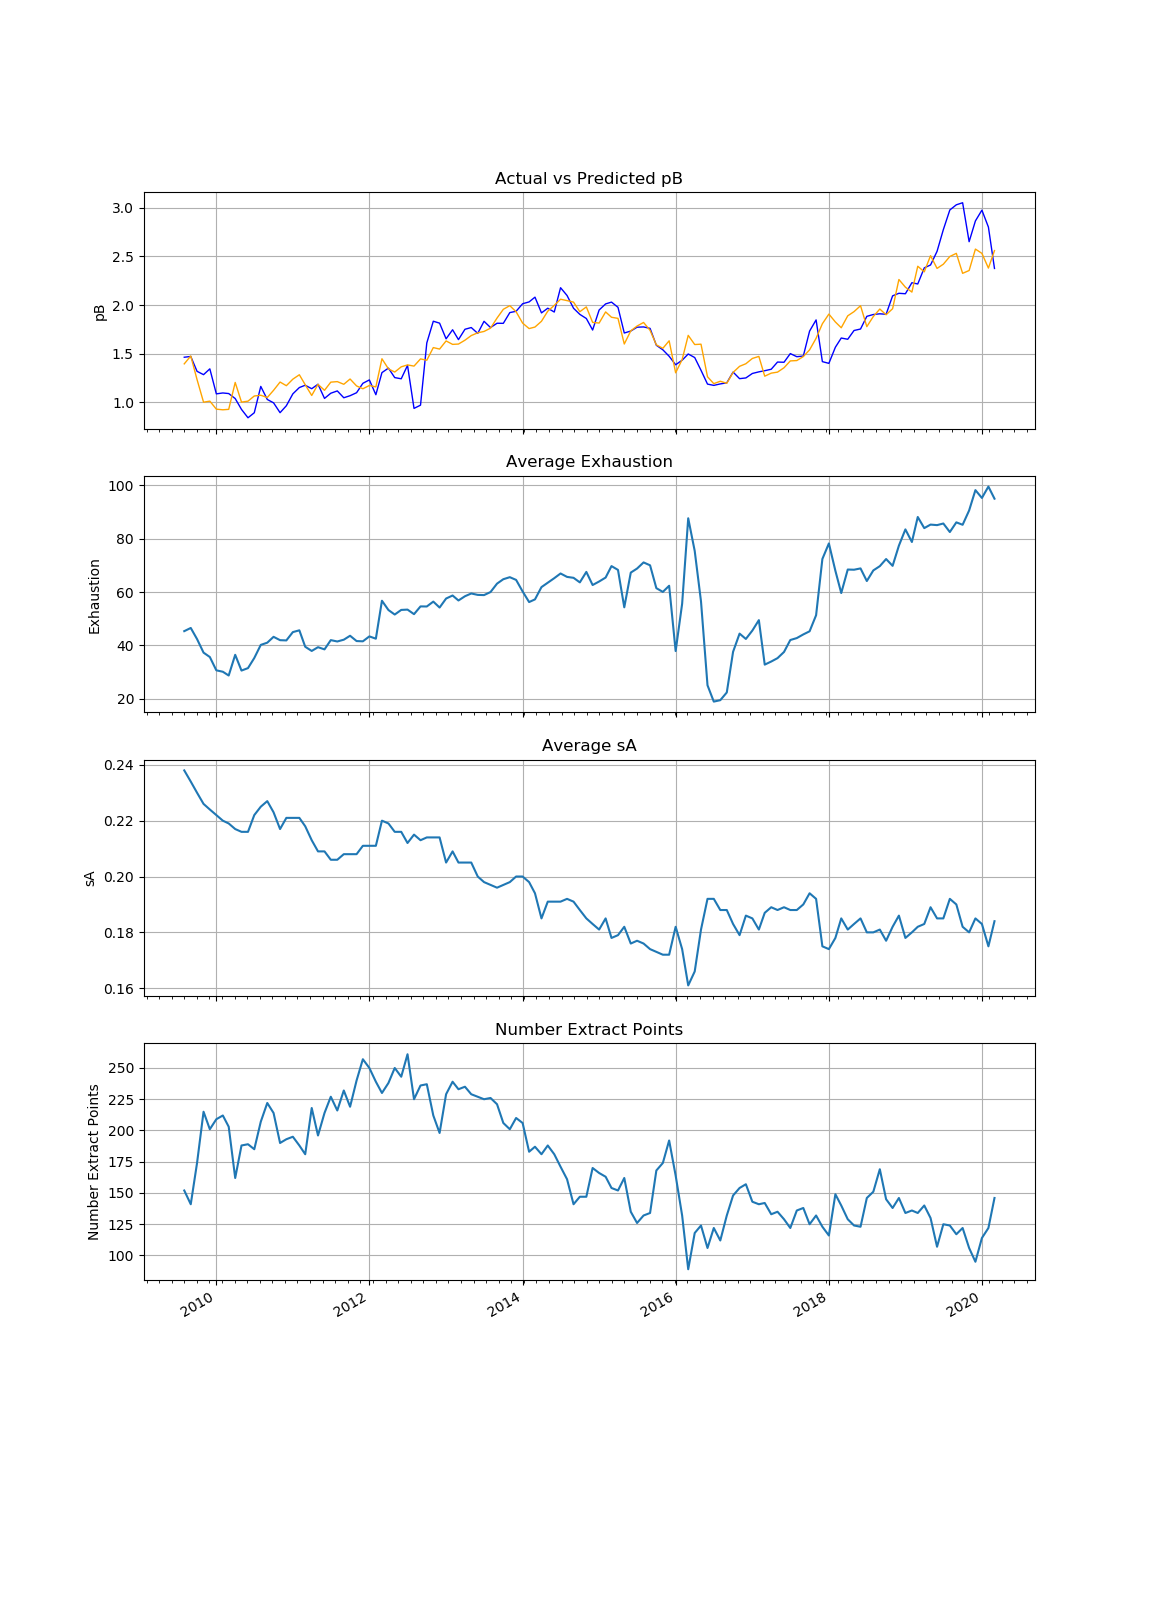 Actual vs Predicted pB
3.0
2.5
2.0
1.5
1.0
pB
Average Exhaustion
100
80
60
40
20
Exhaustion
Average sA
0.24
0.22
0.20
0.18
0.16
sA
Number Extract Points
250
225
200
175
150
125
100
Number Extract Points
2010 2012 2014 2016 2018 2020